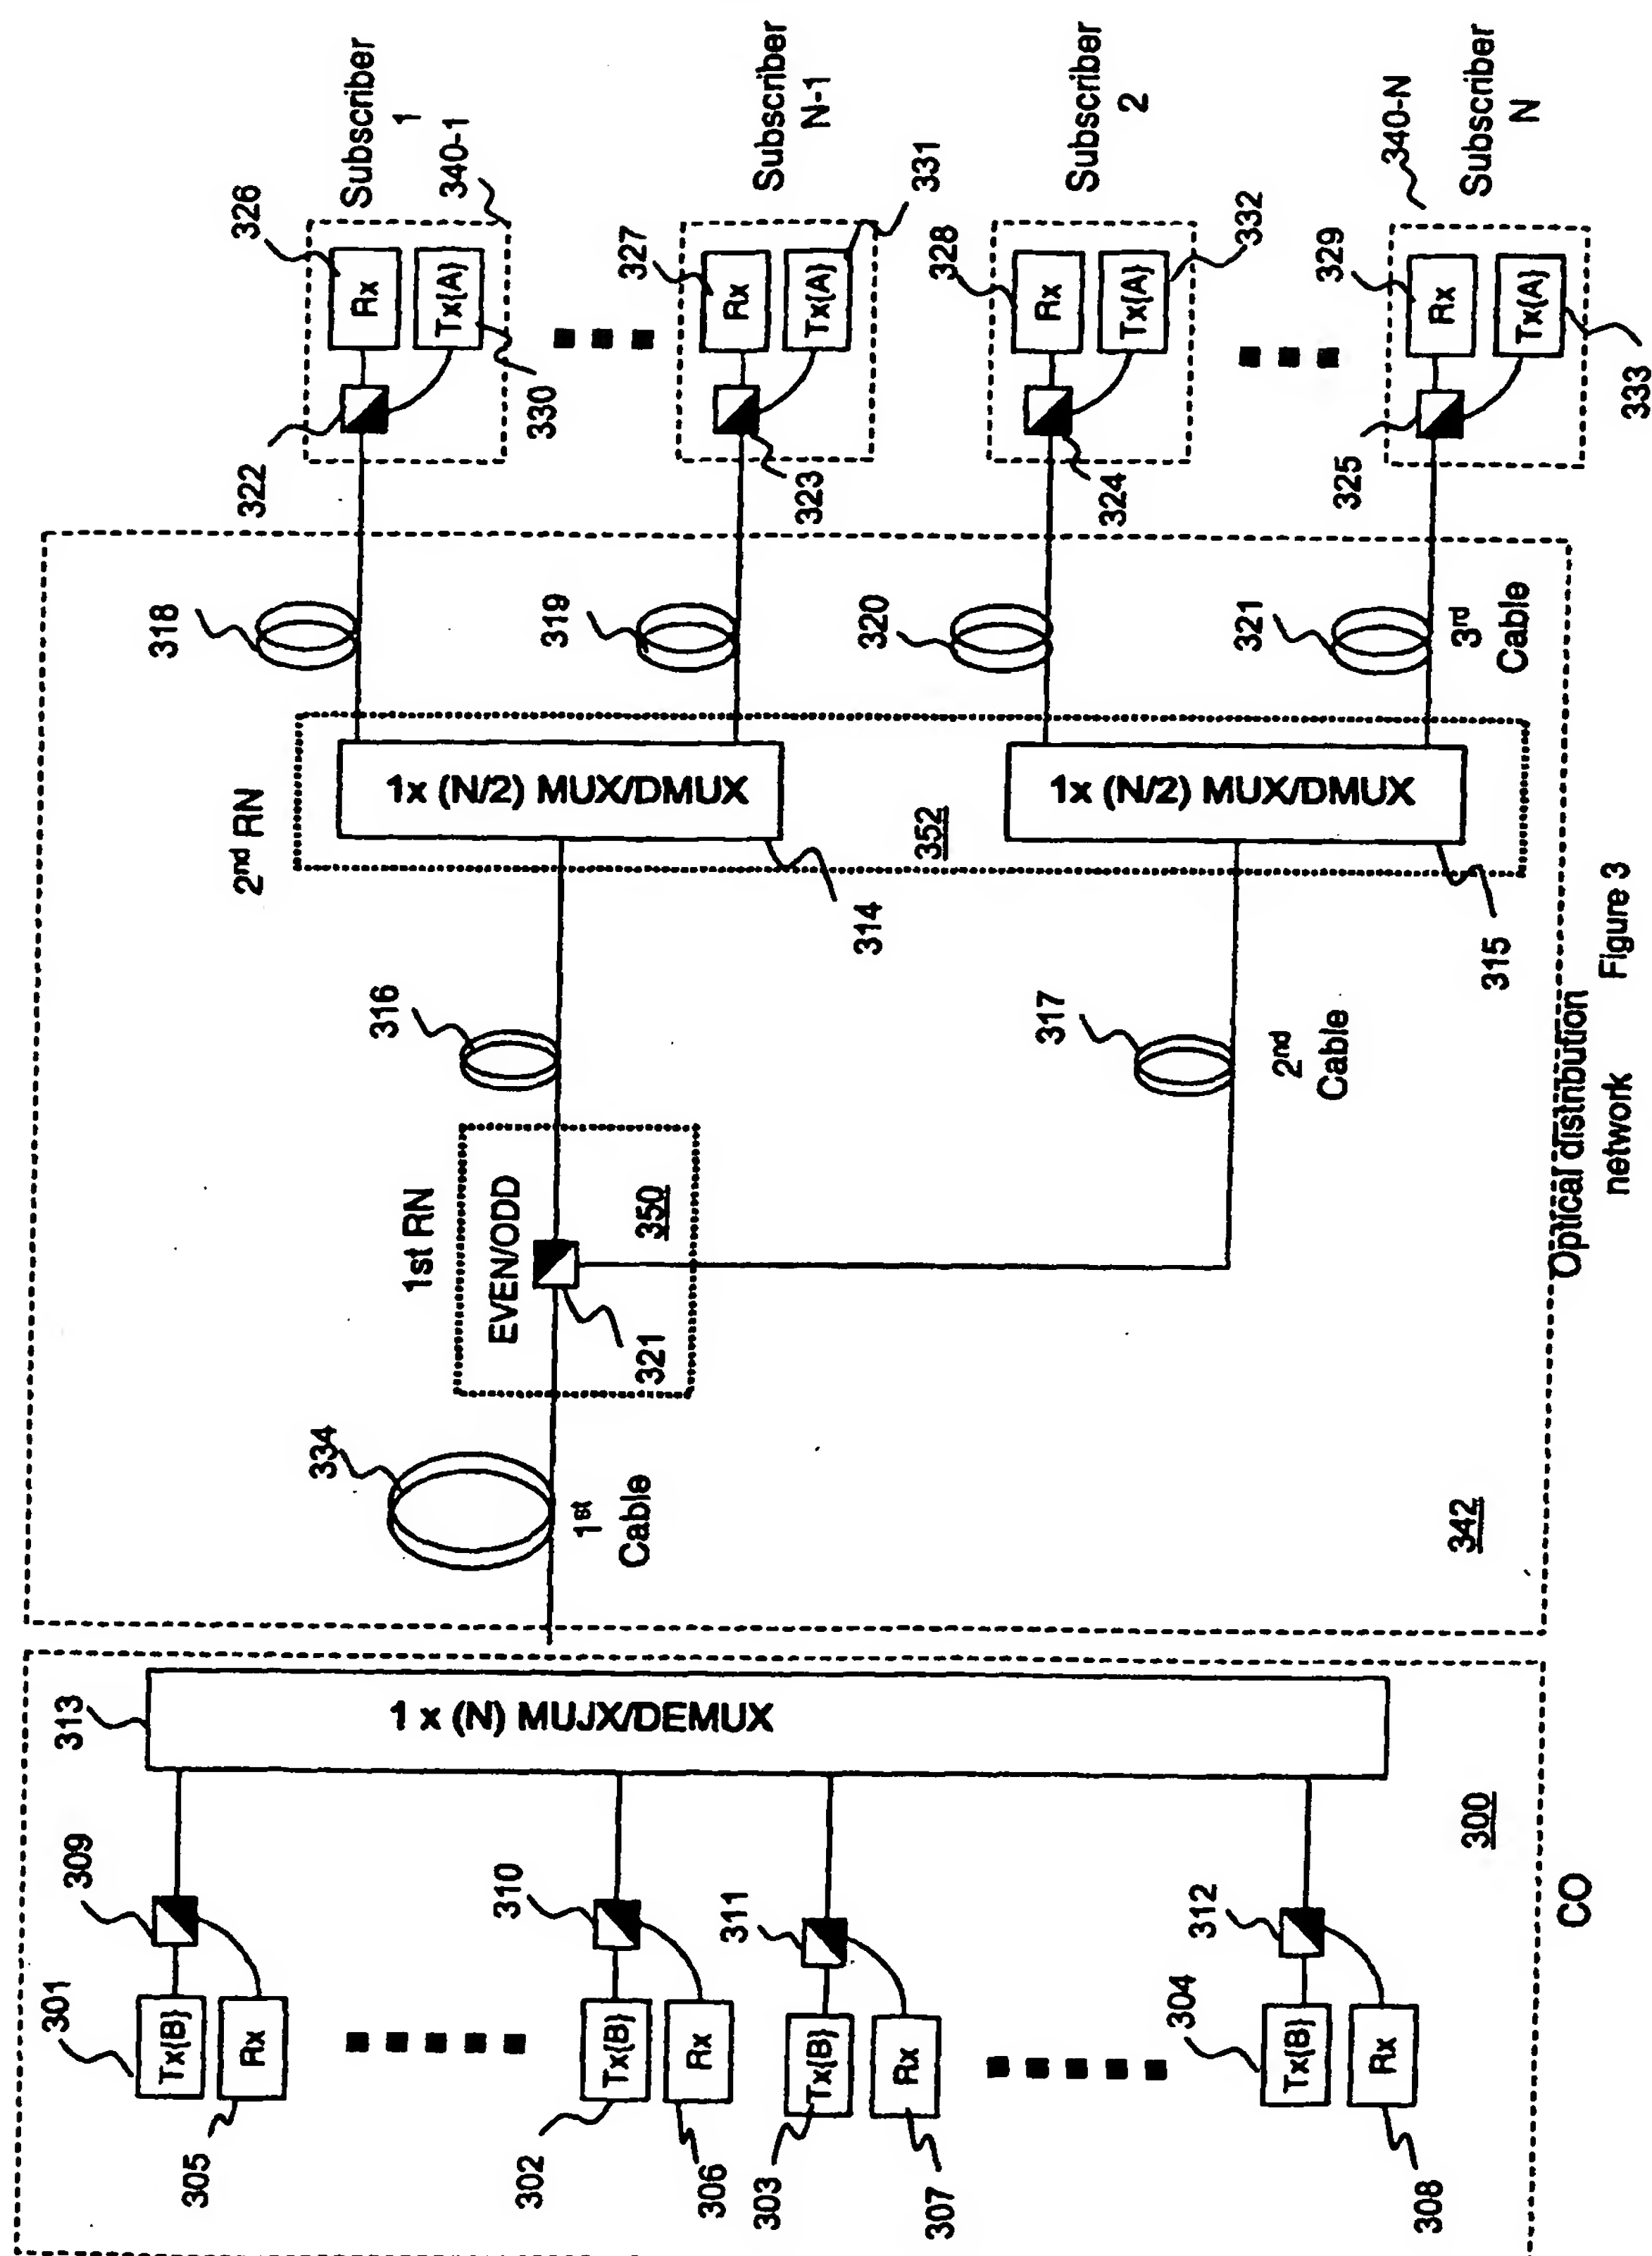 Subscriber
1
340-1
326
Rx
Tx{A}
322
330
Subscriber
N-1
331
327
Rx
Tx{A}
323
Subscriber
2
332
328
Rx
Tx{A}
324
340-N
Subscriber
N
329
Rx
Tx{A}
325
333
318
319
320
321
3rd
Cable
2nd RN
1x (N/2) MUX/DMUX
352
1x (N/2) MUX/DMUX
314
315
316
317
2nd
Cable
1st RN
EVEN/ODD
350
321
334
1st
Cable
342
Optical distribution
network
Figure 3
313
1 x (N) MUJX/DEMUX
300
CO
309
301
Tx{B}
Rx
305
310
302
Tx{B}
Rx
306
311
303
Tx{B}
Rx
307
312
304
Tx{B}
Rx
308